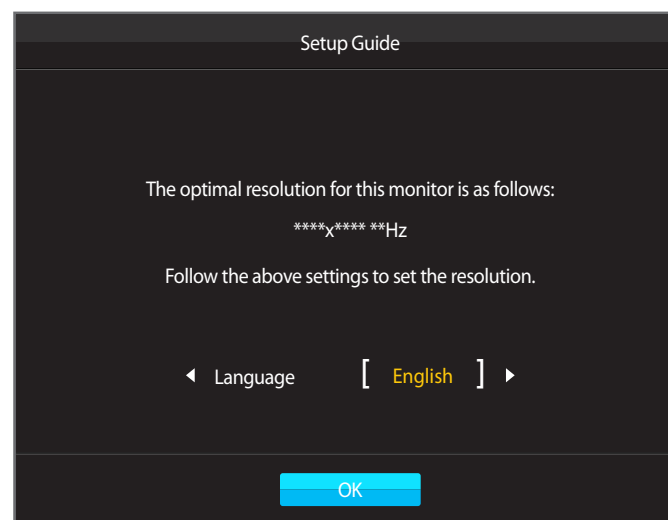 Setup Guide
The optimal resolution for this monitor is as follows:
****x**** **Hz
Follow the above settings to set the resolution.
Language [ English ]
OK